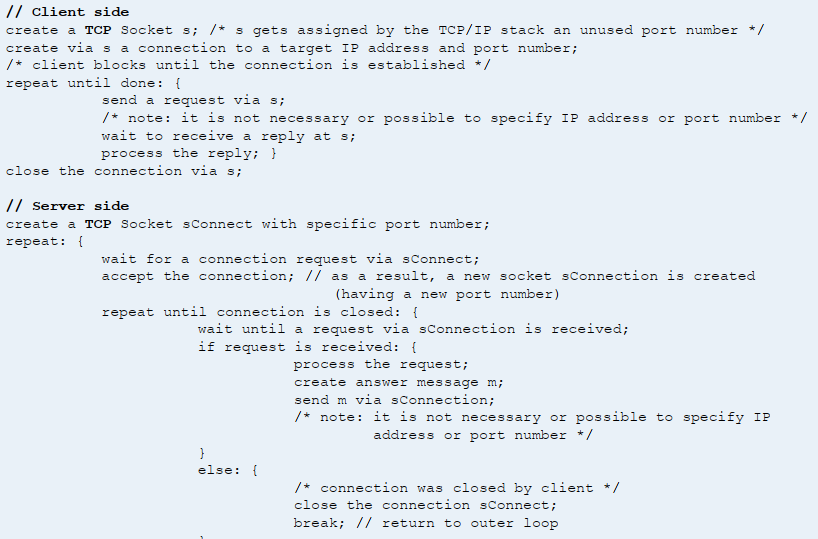 // Client side
create a TCP Socket s; /* s gets assigned by the TCP/IP stack an unused port number */
create via s a connection to a target IP address and port number;
/* client blocks until the connection is established */
repeat until done: {
send a request via s;
/* note: it is not necessary or possible to specify IP address or port number */
wait to receive a reply at s;
process the reply; }
close the connection via s;
// Server side
create a TCP Socket sConnect with specific port number;
repeat: {
wait for a connection request via sConnect;
accept the connection; // as a result, a new socket sConnection is created
(having a new port number)
repeat until connection is closed: {
wait until a request via sConnection is received;
if request is received: {
process the request;
create answer message m;
send m via sConnection;
/* note: it is not necessary or possible to specify IP
address or port number */
}
else: {
/* connection was closed by client */
close the connection sConnect;
break; // return to outer loop